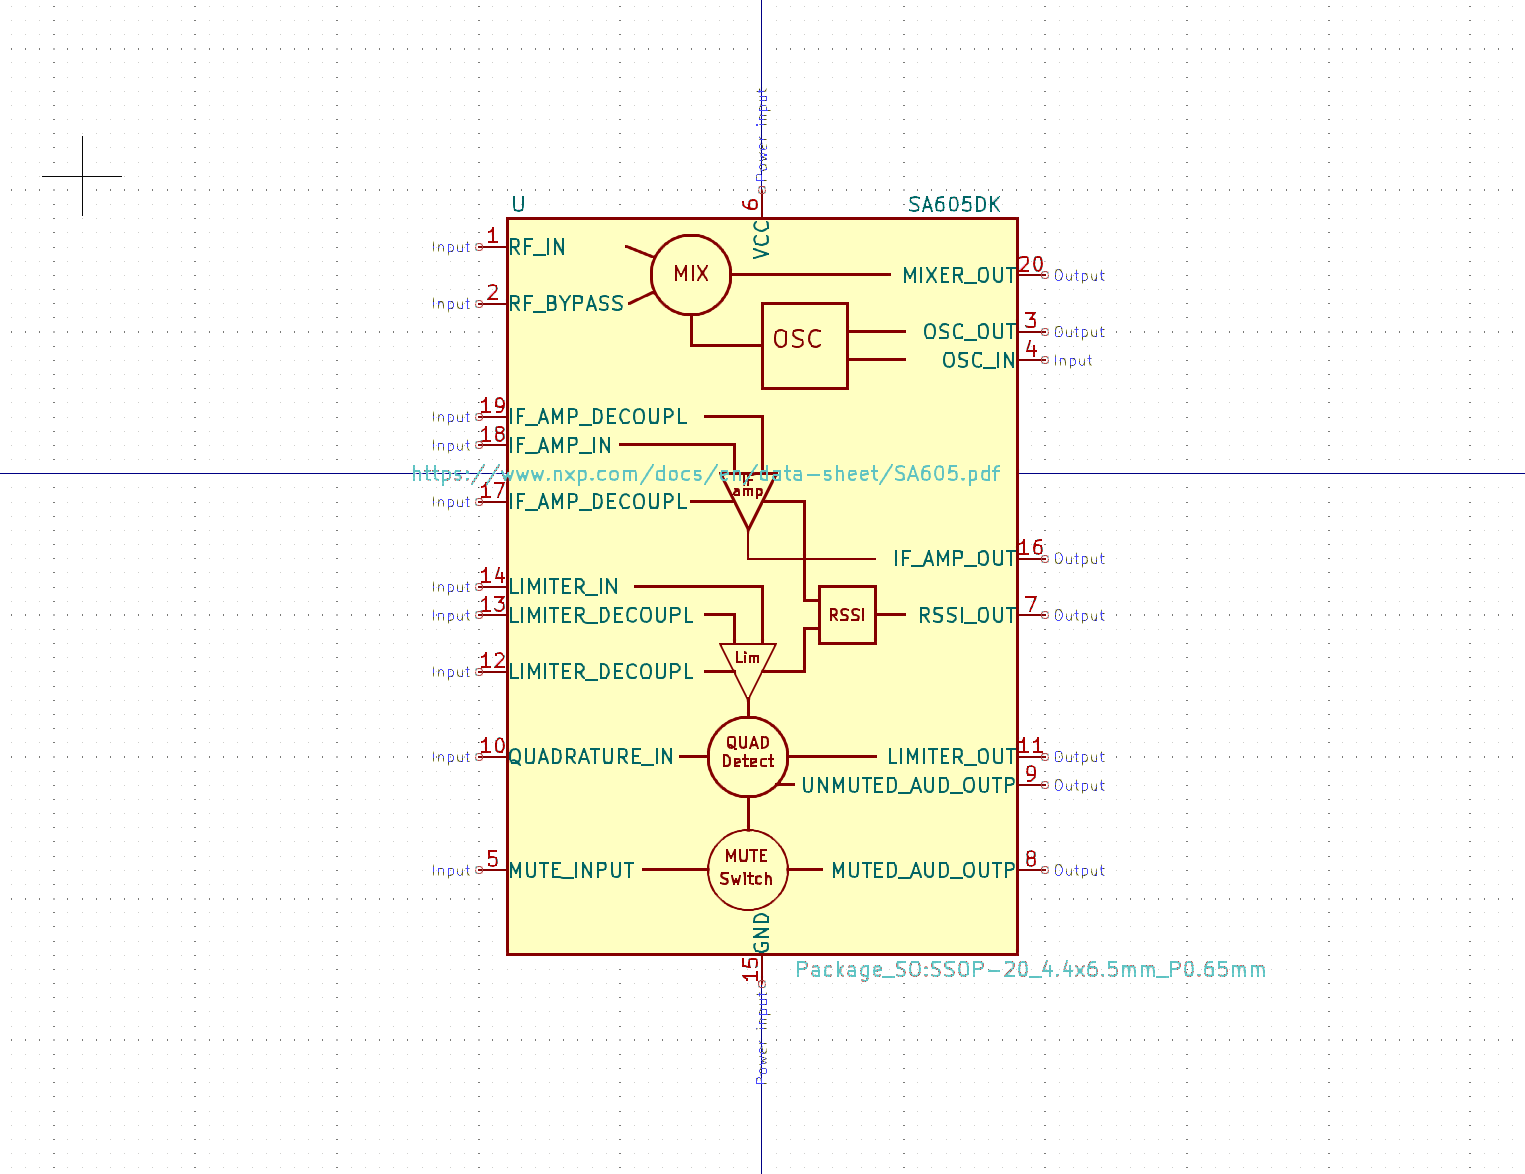 Power input
U
6
SA605DK
VCC
Input 1 RF_IN
MIX
MIXER_OUT 20 Output
Input 2 RF_BYPASS
OSC
OSC_OUT 3 Output
OSC_IN 4 Input
Input 19 IF_AMP_DECOUPL
Input 18 IF_AMP_IN
https://www.nxp.com/docs/en/data-sheet/SA605.pdf
IF
amp
Input 17 IF_AMP_DECOUPL
IF_AMP_OUT 16 Output
Input 14 LIMITER_IN
Input 13 LIMITER_DECOUPL
RSSI
RSSI_OUT 7 Output
Lim
Input 12 LIMITER_DECOUPL
QUAD
Detect
Input 10 QUADRATURE_IN
LIMITER_OUT 11 Output
UNMUTED_AUD_OUTP 9 Output
MUTE
Switch
Input 5 MUTE_INPUT
MUTED_AUD_OUTP 8 Output
GND
15
Package_SO:SSOP-20_4.4x6.5mm_P0.65mm
Power input